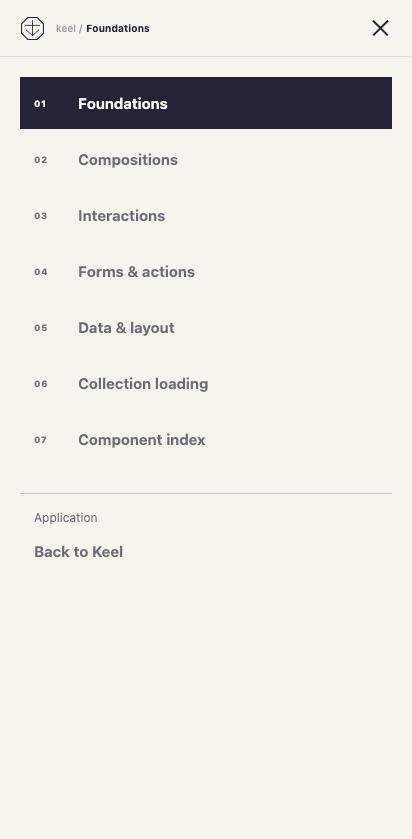 keel / Foundations
01 Foundations
02 Compositions
03 Interactions
04 Forms & actions
05 Data & layout
06 Collection loading
07 Component index
Application
Back to Keel